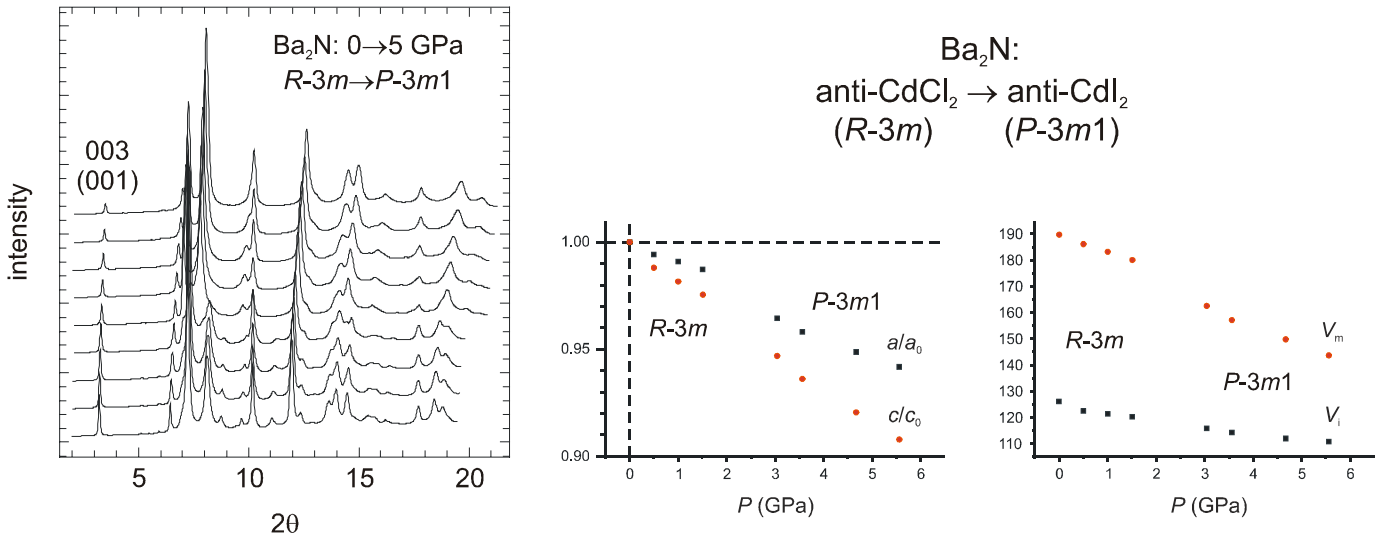 Ba₂N: 0→5 GPa
R-3m→P-3m1
003
(001)
intensity
5
10
15
20
2θ
Ba₂N:
anti-CdCl₂ → anti-CdI₂
(R-3m) (P-3m1)
1.00
0.95
0.90
R-3m
P-3m1
a/a₀
c/c₀
0 1 2 3 4 5 6
P (GPa)
190
180
170
160
150
140
130
120
110
R-3m
P-3m1
Vₘ
Vᵢ
0 1 2 3 4 5 6
P (GPa)